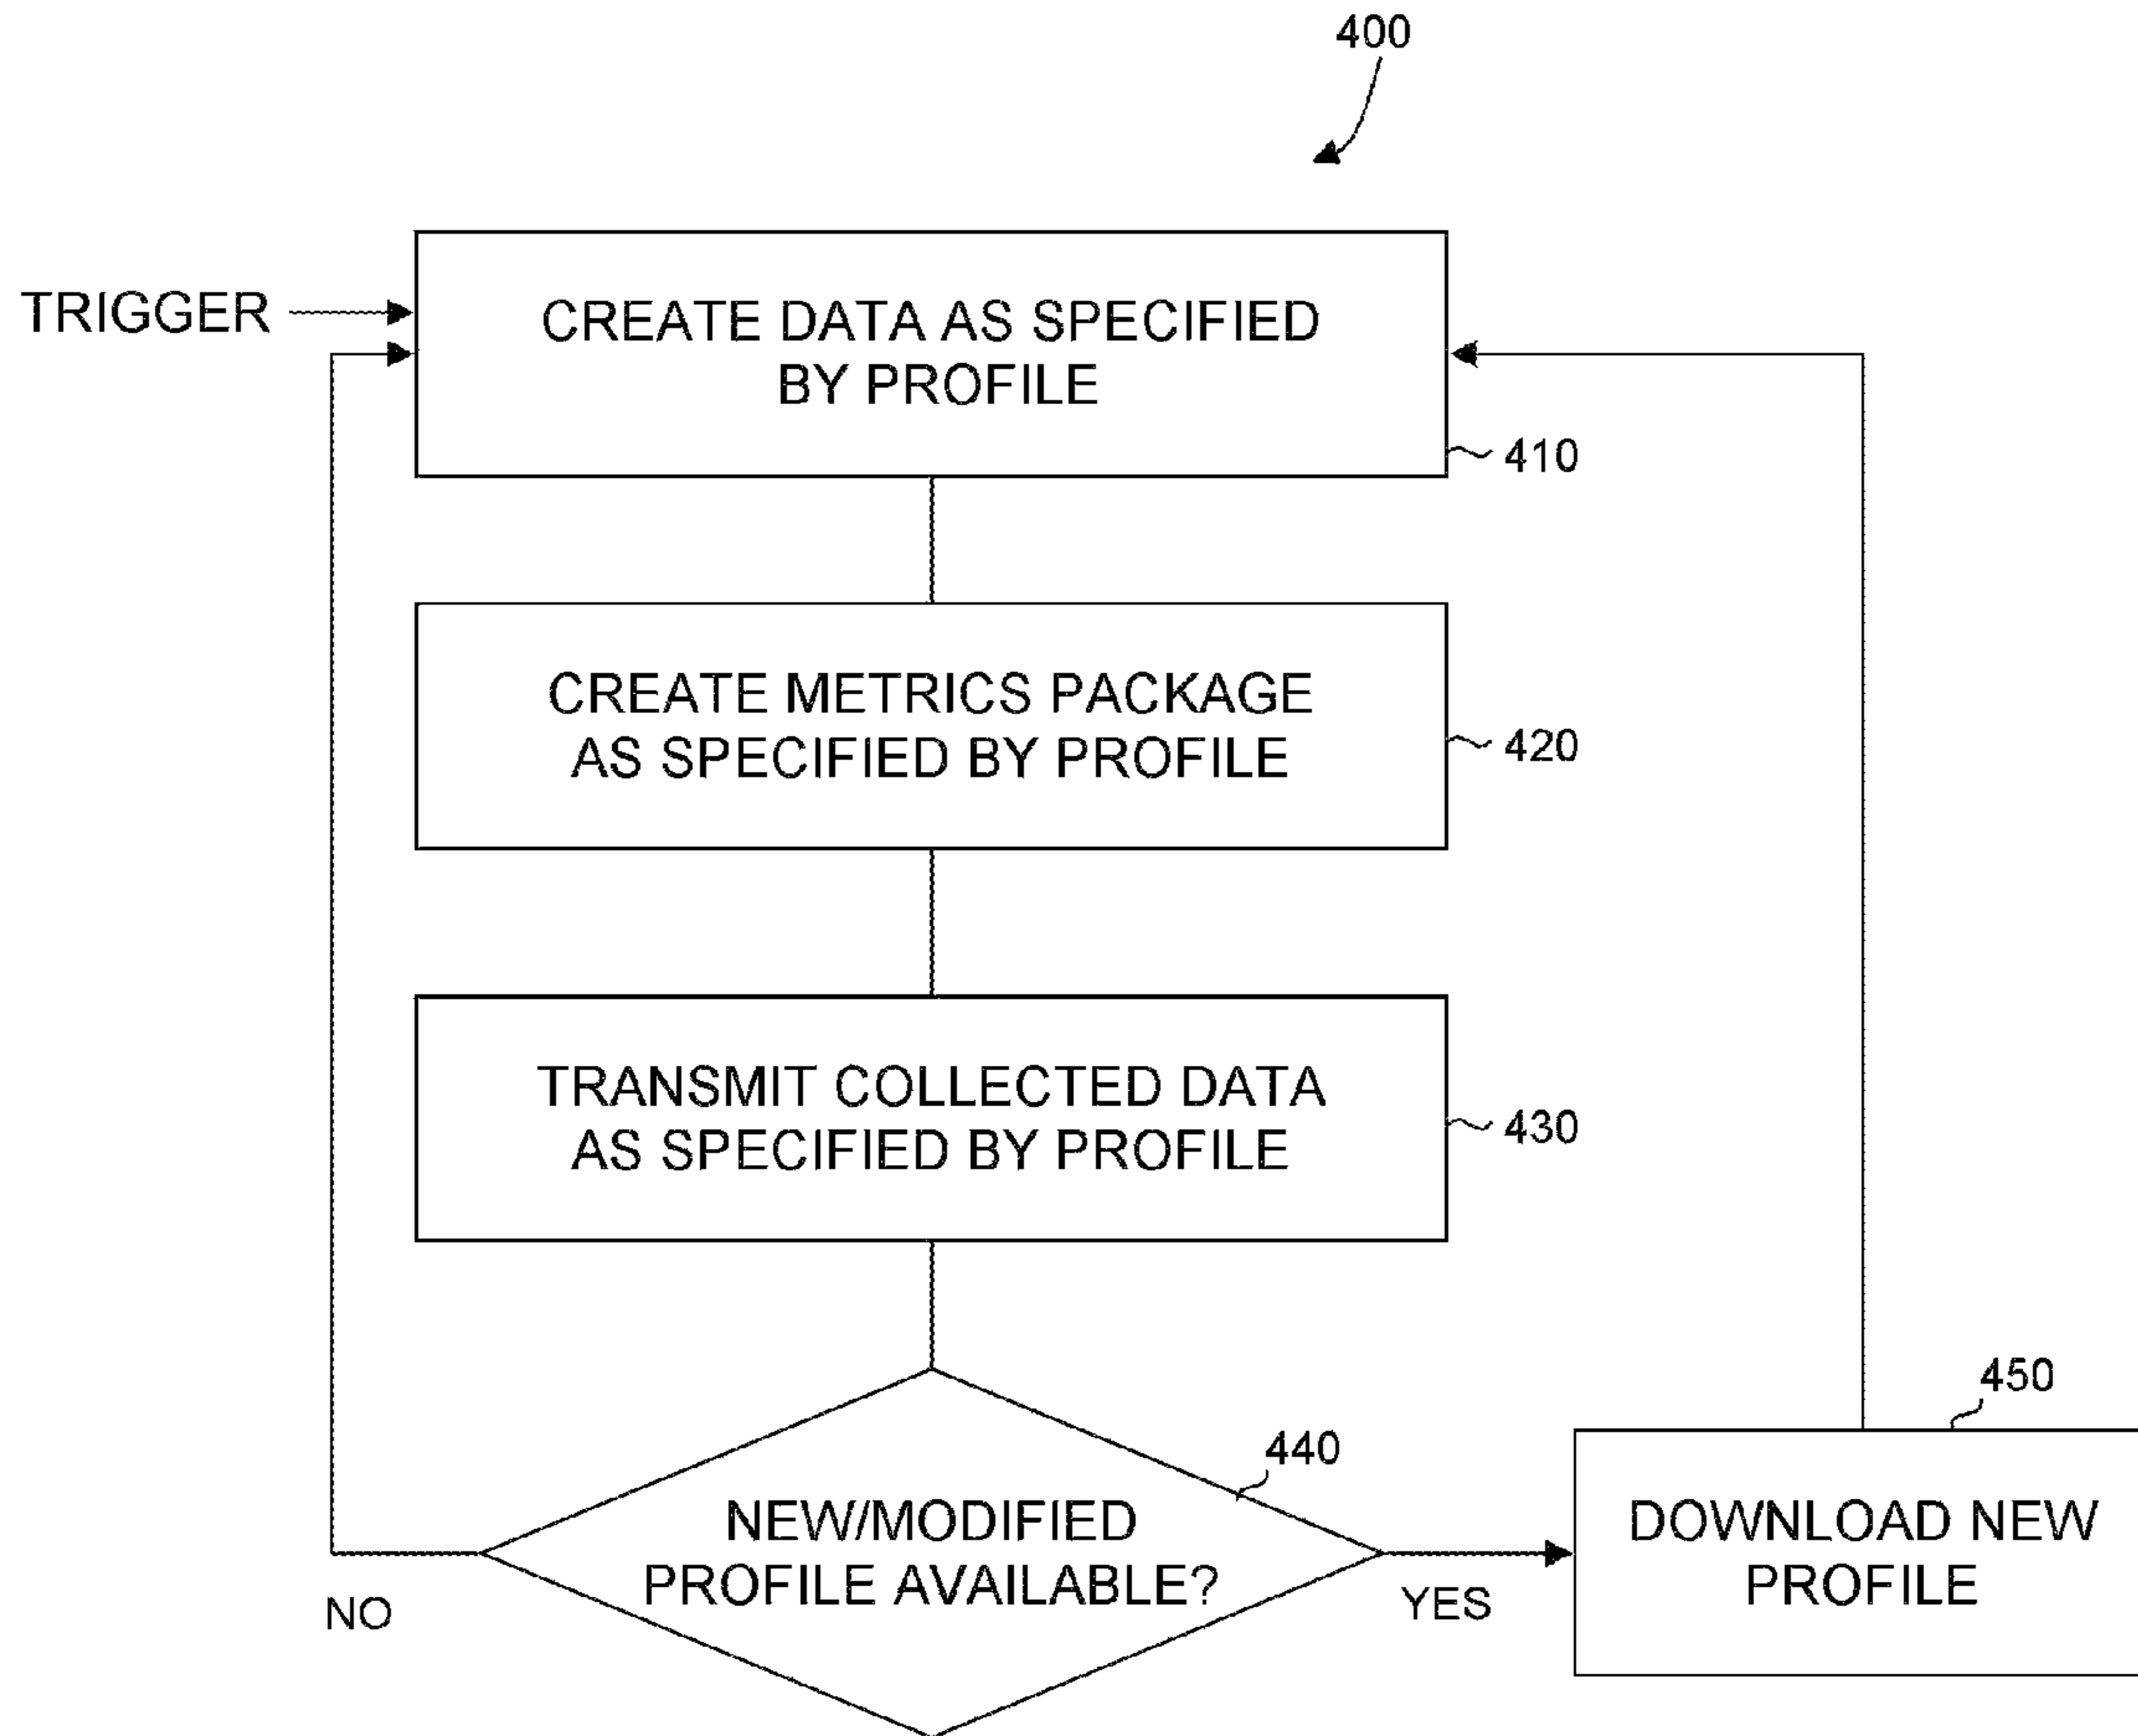 400
TRIGGER
CREATE DATA AS SPECIFIED
BY PROFILE
410
CREATE METRICS PACKAGE
AS SPECIFIED BY PROFILE
420
TRANSMIT COLLECTED DATA
AS SPECIFIED BY PROFILE
430
440
NEW/MODIFIED
PROFILE AVAILABLE?
NO
YES
450
DOWNLOAD NEW
PROFILE